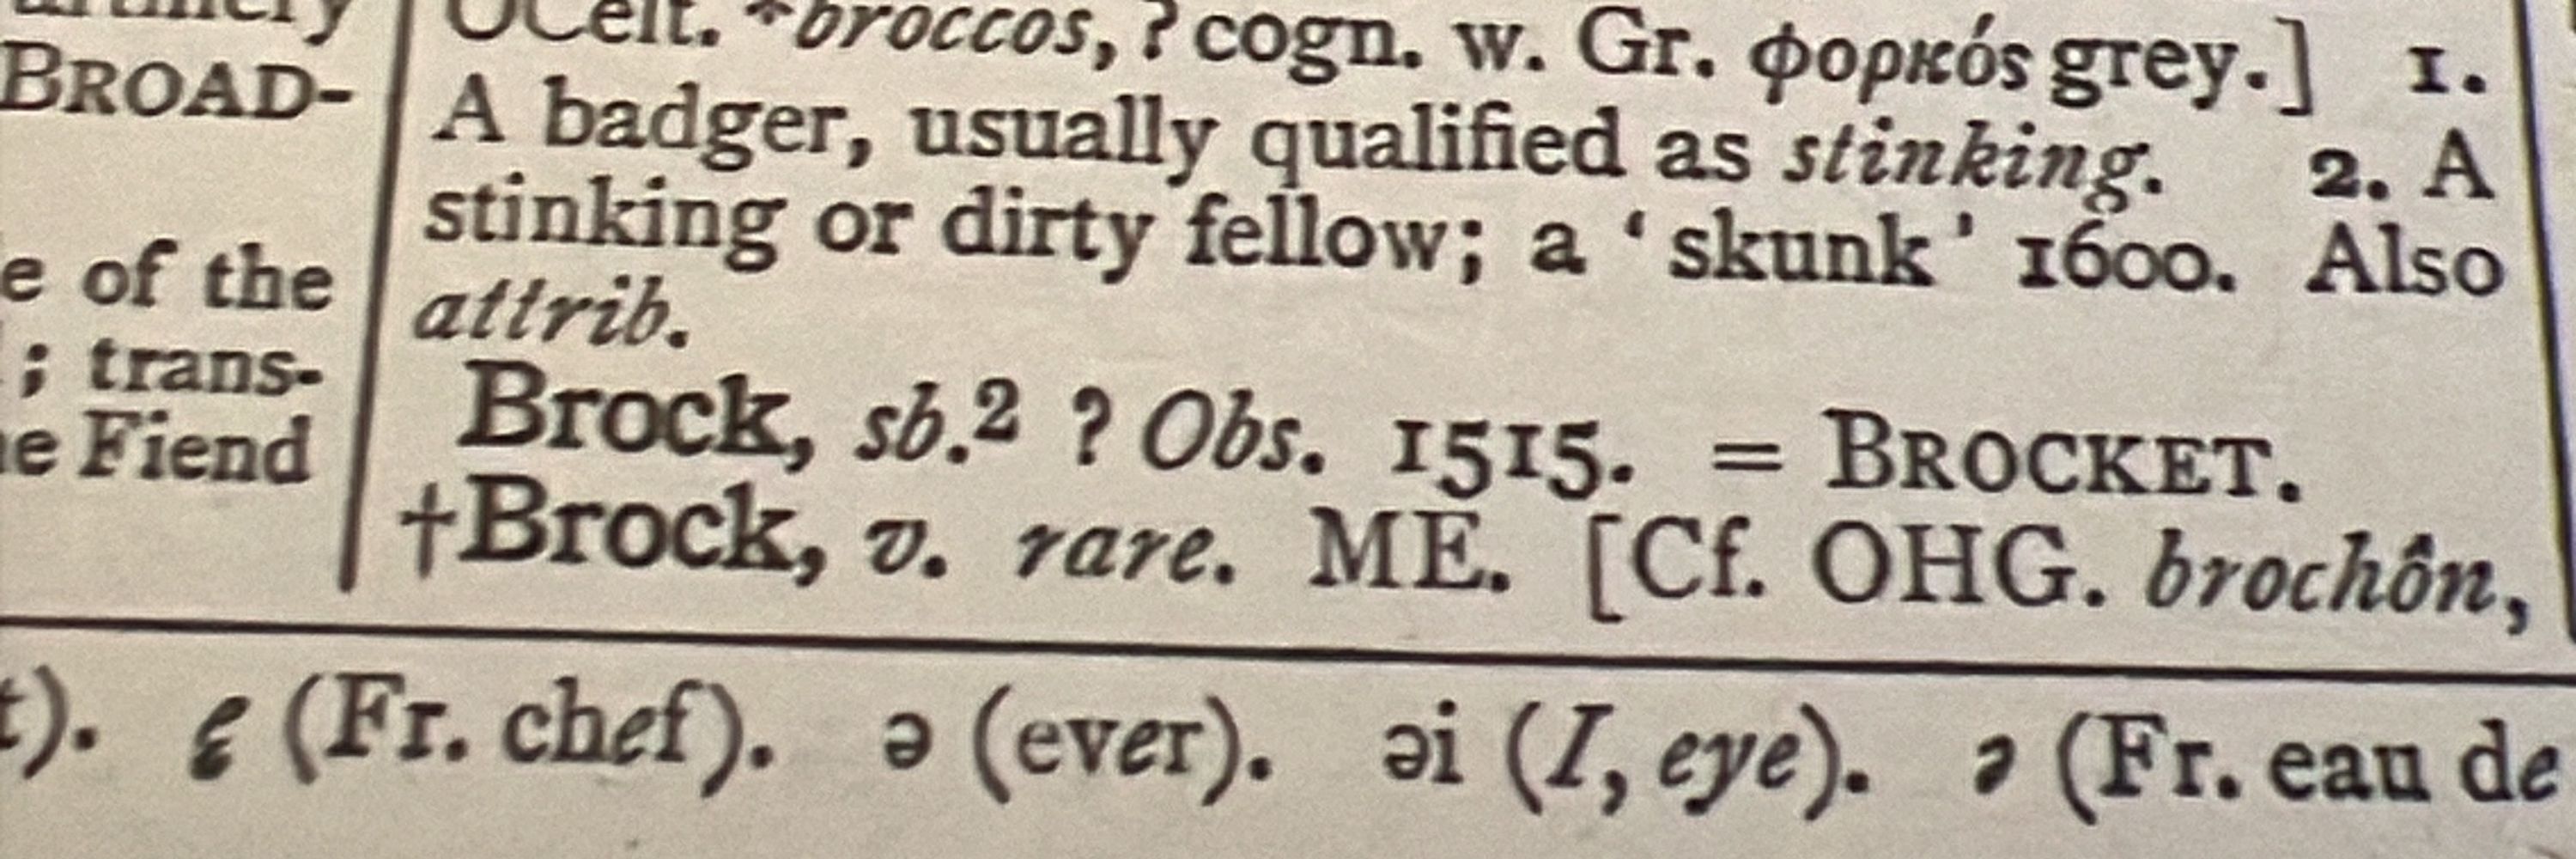 BROAD-
e of the
; trans-
e Fiend
OCelt. *broccos, ? cogn. w. Gr. φορκός grey.] 1.
A badger, usually qualified as stinking. 2. A
stinking or dirty fellow; a ‘skunk’ 1600. Also
attrib.
Brock, sb.² ? Obs. 1515. = BROCKET.
†Brock, v. rare. ME. [Cf. OHG. brochôn,
t). ę (Fr. chef). ə (ever). əi (I, eye). ə (Fr. eau de